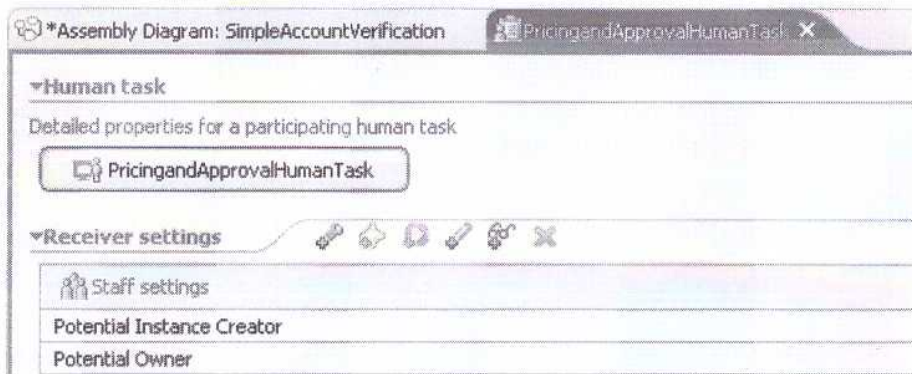 *Assembly Diagram: SimpleAccountVerification PricingandApprovalHumanTask
Human task
Detailed properties for a participating human task
PricingandApprovalHumanTask
Receiver settings
Staff settings
Potential Instance Creator
Potential Owner